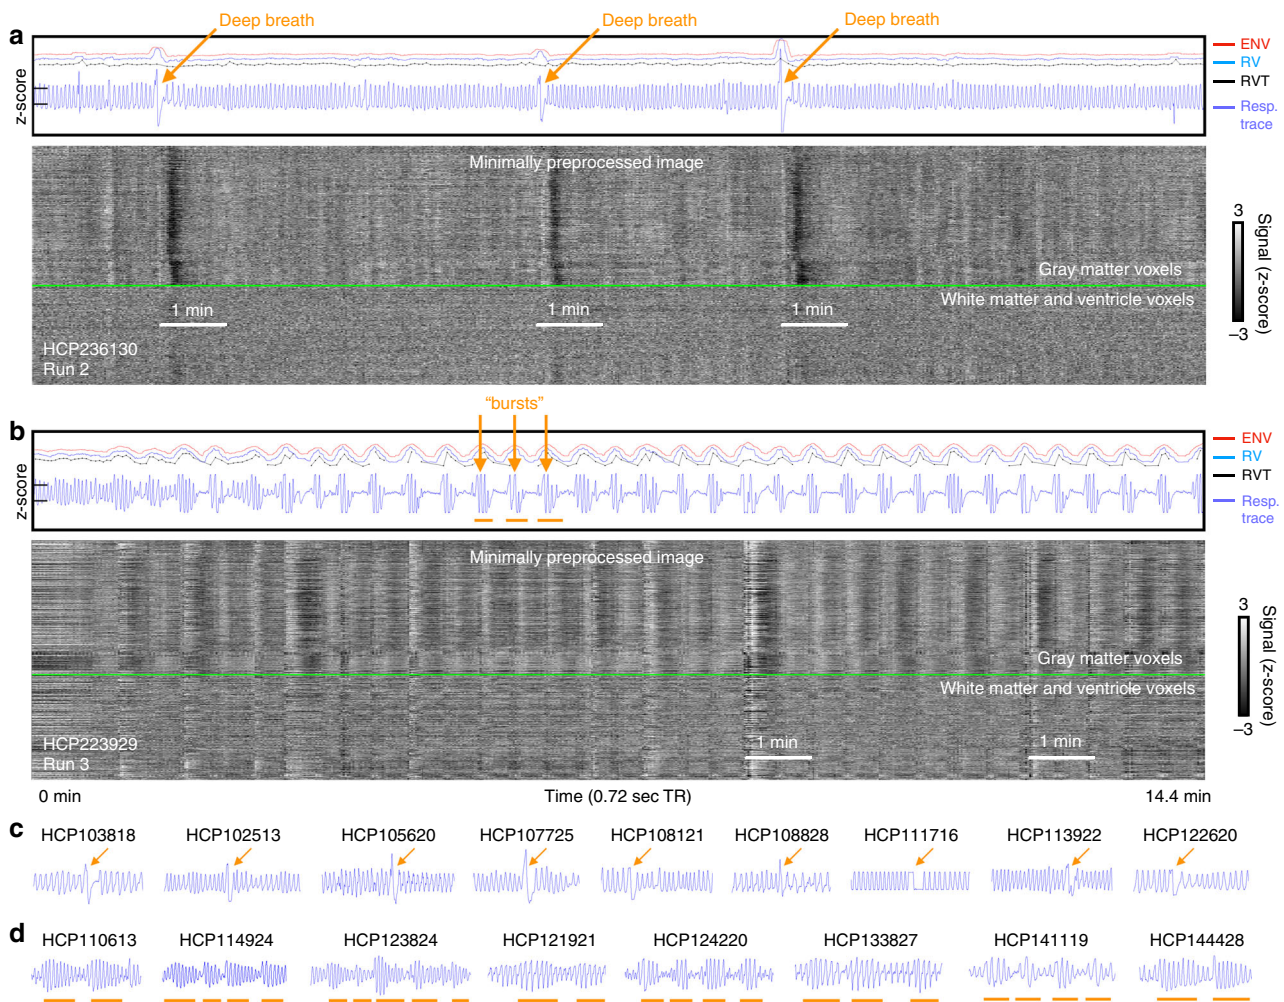 Deep breath
Deep breath
Deep breath
a
ENV
RV
RVT
Resp.
trace
z-score
Minimally preprocessed image
3
Signal (z-score)
–3
Gray matter voxels
White matter and ventricle voxels
1 min
1 min
1 min
HCP236130
Run 2
"bursts"
b
ENV
RV
RVT
Resp.
trace
z-score
Minimally preprocessed image
3
Signal (z-score)
–3
Gray matter voxels
White matter and ventricle voxels
HCP223929
Run 3
1 min
1 min
0 min
Time (0.72 sec TR)
14.4 min
c
HCP103818
HCP102513
HCP105620
HCP107725
HCP108121
HCP108828
HCP111716
HCP113922
HCP122620
d
HCP110613
HCP114924
HCP123824
HCP121921
HCP124220
HCP133827
HCP141119
HCP144428